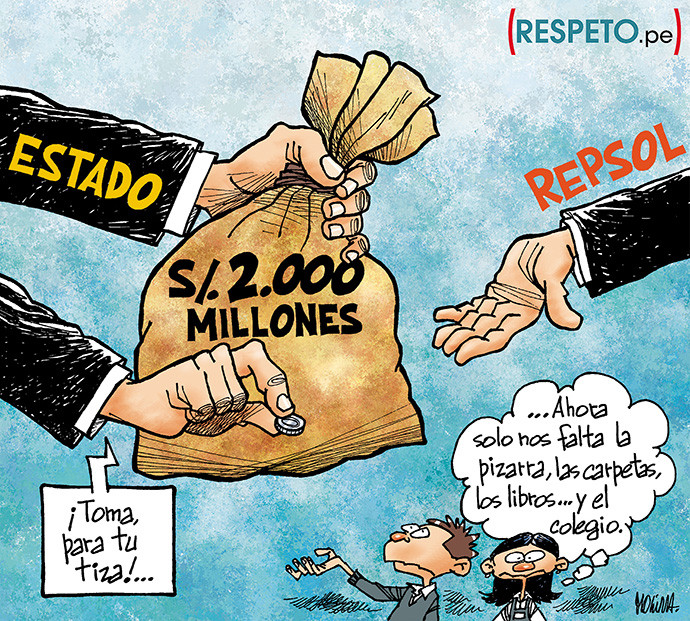 (RESPETO.pe)
ESTADO
REPSOL
S/. 2.000
MILLONES
...Ahora
solo nos falta la
pizarra, las carpetas,
los libros... y el
colegio.
¡Toma,
para tu
tiza!...
MOLINA.